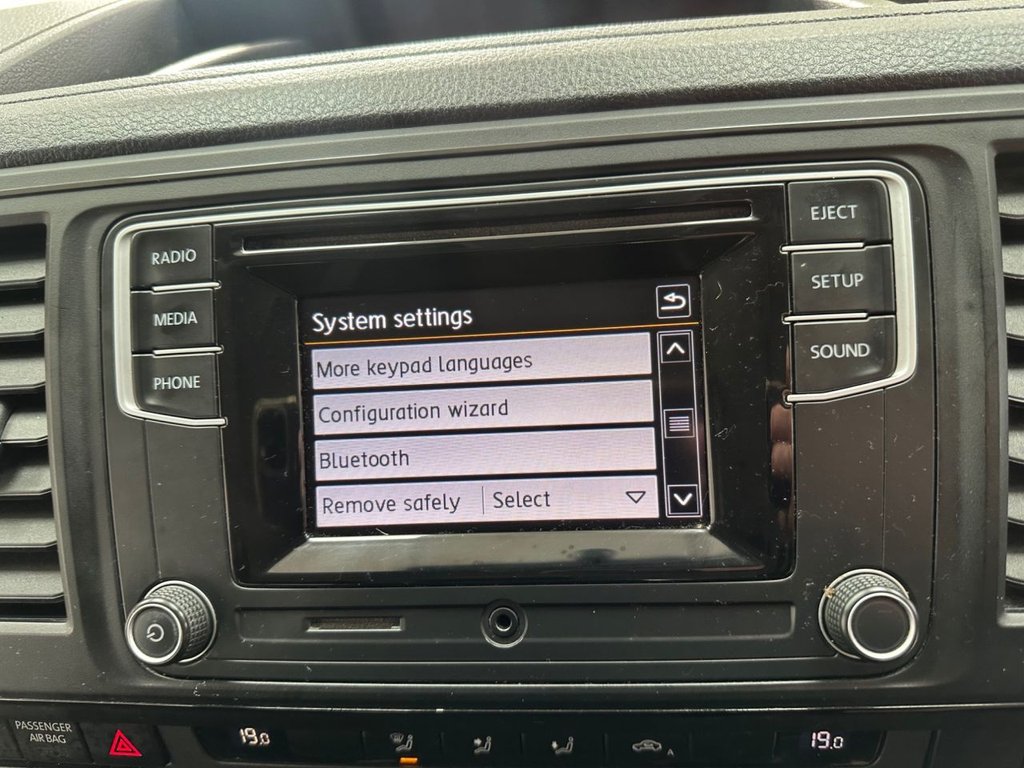 EJECT
RADIO
SETUP
System settings
MEDIA
More keypad languages
SOUND
PHONE
Configuration wizard
Bluetooth
Remove safely Select
PASSENGER
AIR BAG
19.0
A
19.0